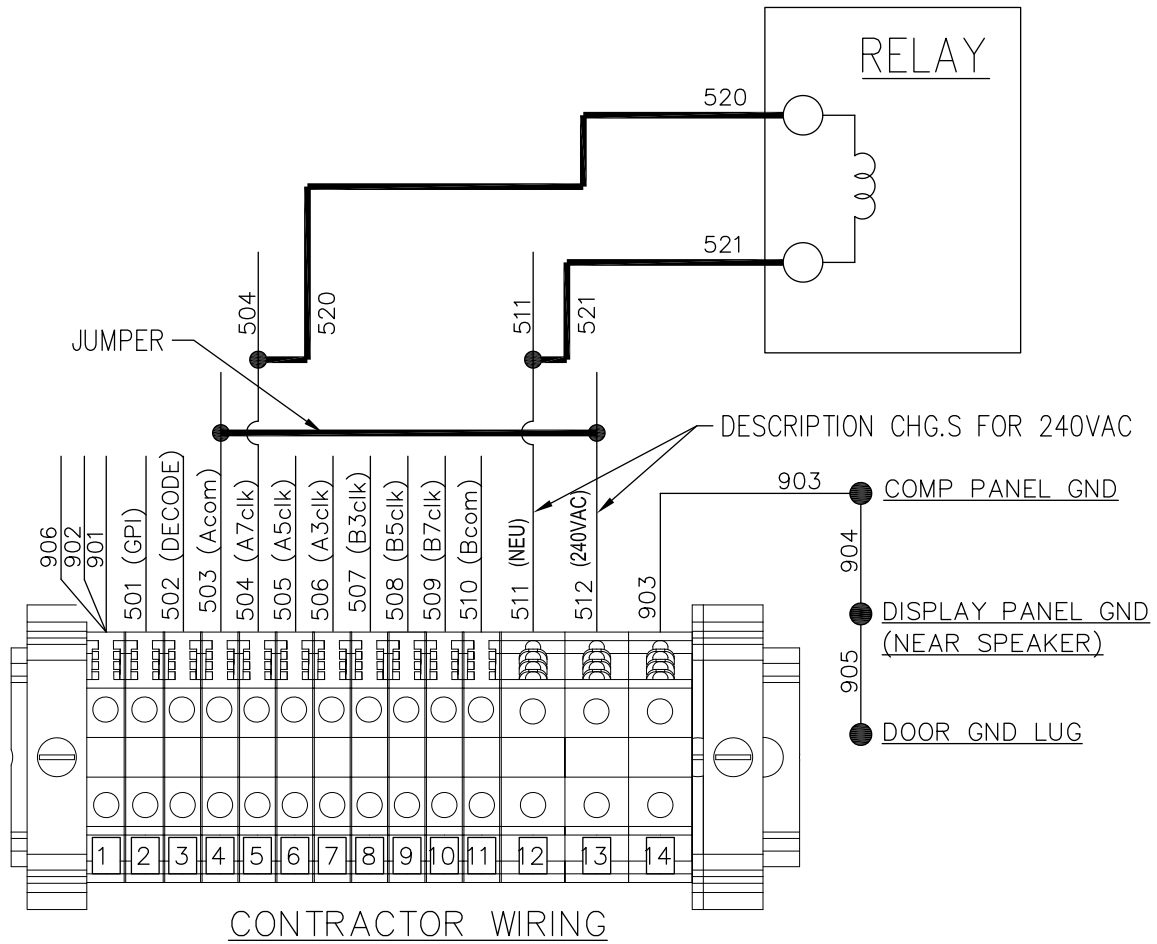 RELAY
520
521
504
520
511
521
JUMPER
DESCRIPTION CHG.S FOR 240VAC
906
902
901
501 (GPI)
502 (DECODE)
503 (Acom)
504 (A7clk)
505 (A5clk)
506 (A3clk)
507 (B3clk)
508 (B5clk)
509 (B7clk)
510 (Bcom)
511 (NEU)
512 (240VAC)
903
903
COMP PANEL GND
904
DISPLAY PANEL GND
(NEAR SPEAKER)
905
DOOR GND LUG
1 2 3 4 5 6 7 8 9 10 11 12 13 14
CONTRACTOR WIRING